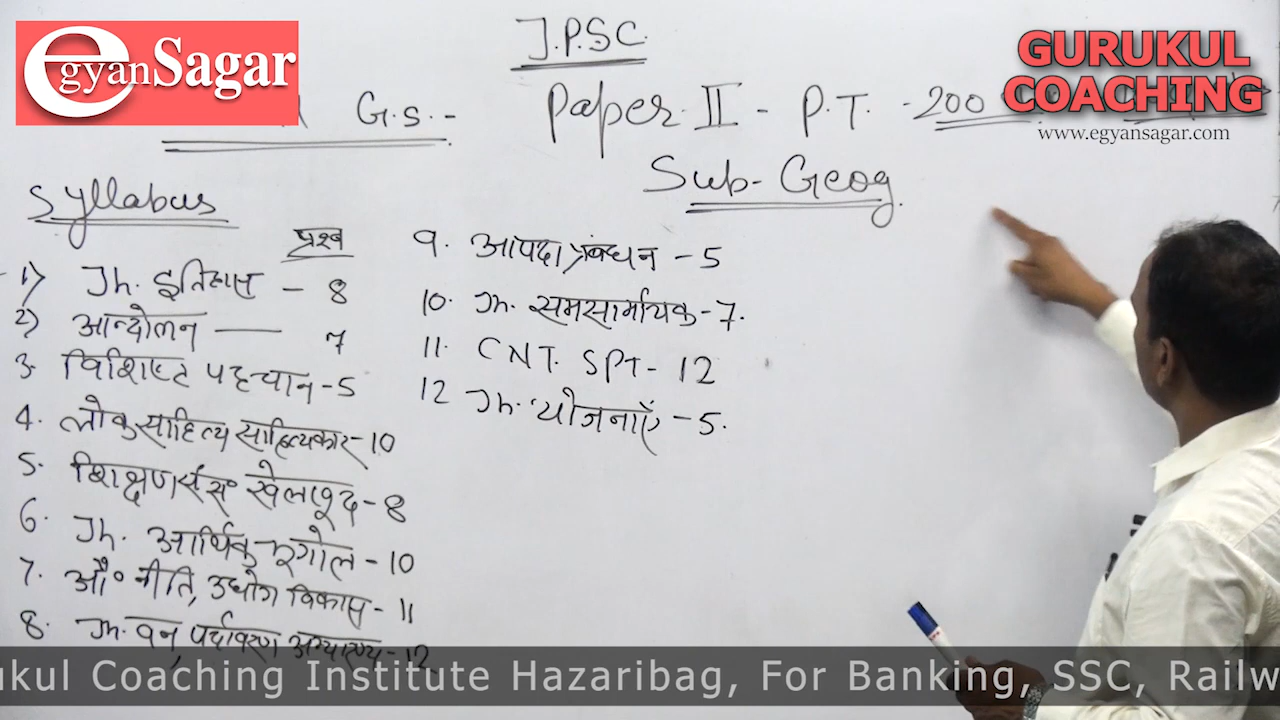 egyanSagar
GURUKUL
COACHING
www.egyansagar.com
J.P.S.C.
G.S.- Paper. II - P.T. - 200
Sub- Geog.
Syllabus
प्रश्न
1) Jh. इतिहास - 8
2) आन्दोलन — 7
3. विशिष्ट पहचान - 5
4. लोकसाहित्य साहित्यकार - 10
5. शिक्षण सं॰ खेलकूद - 8
6. Jh. आर्थिक भूगोल - 10
7. औ॰ नीति, उद्योग विकास - 11
8. Jh. वन, पर्यावरण अभ्यारण्य - 12
9. आपदा प्रबंधन - 5
10. Jh. समसामयिक - 7.
11. CNT. SPT - 12
12 Jh. योजनाएँ - 5.
ukul Coaching Institute Hazaribag, For Banking, SSC, Railw